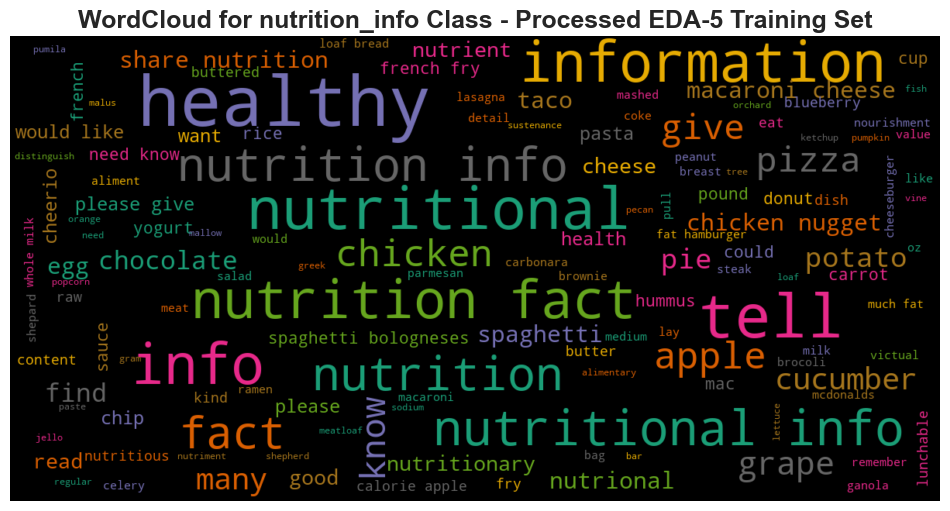 WordCloud for nutrition_info Class - Processed EDA-5 Training Set
pumila
loaf bread
nutrient
information
cup
share nutrition
buttered
french fry
french
malus
healthy
lasagna
detail
sustenance
taco
mashed
coke
macaroni cheese
orchard
blueberry
fish
nourishment
value
would like
want
rice
pasta
give
eat
ketchup
pumpkin
distinguish
need know
nutrition info
cheese
peanut
breast
tree
pizza
cheeseburger
like
vine
aliment
cheerio
please give
orange
need
yogurt
mallow
nutritional
pecan
pull
pound
donut
dish
chicken nugget
whole milk
would
chicken
health
fat hamburger
could
steak
oz
egg
popcorn
chocolate
salad
greek
parmesan
carbonara
brownie
pie
loaf
potato
carrot
raw
meat
nutrition fact
hummus
tell
much fat
shepard
sauce
spaghetti bologneses
spaghetti
medium
lay
content
gram
info
butter
apple
milk
brocoli
victual
find
kind
ramen
nutrition
macaroni
alimentary
mac
cucumber
mcdonalds
paste
chip
please
sodium
know
lettuce
jello
fact
meatloaf
nutritional info
lunchable
read
nutritious
nutriment
shepherd
nutritionary
bag
bar
grape
remember
regular
celery
many
good
calorie apple
fry
nutrional
ganola